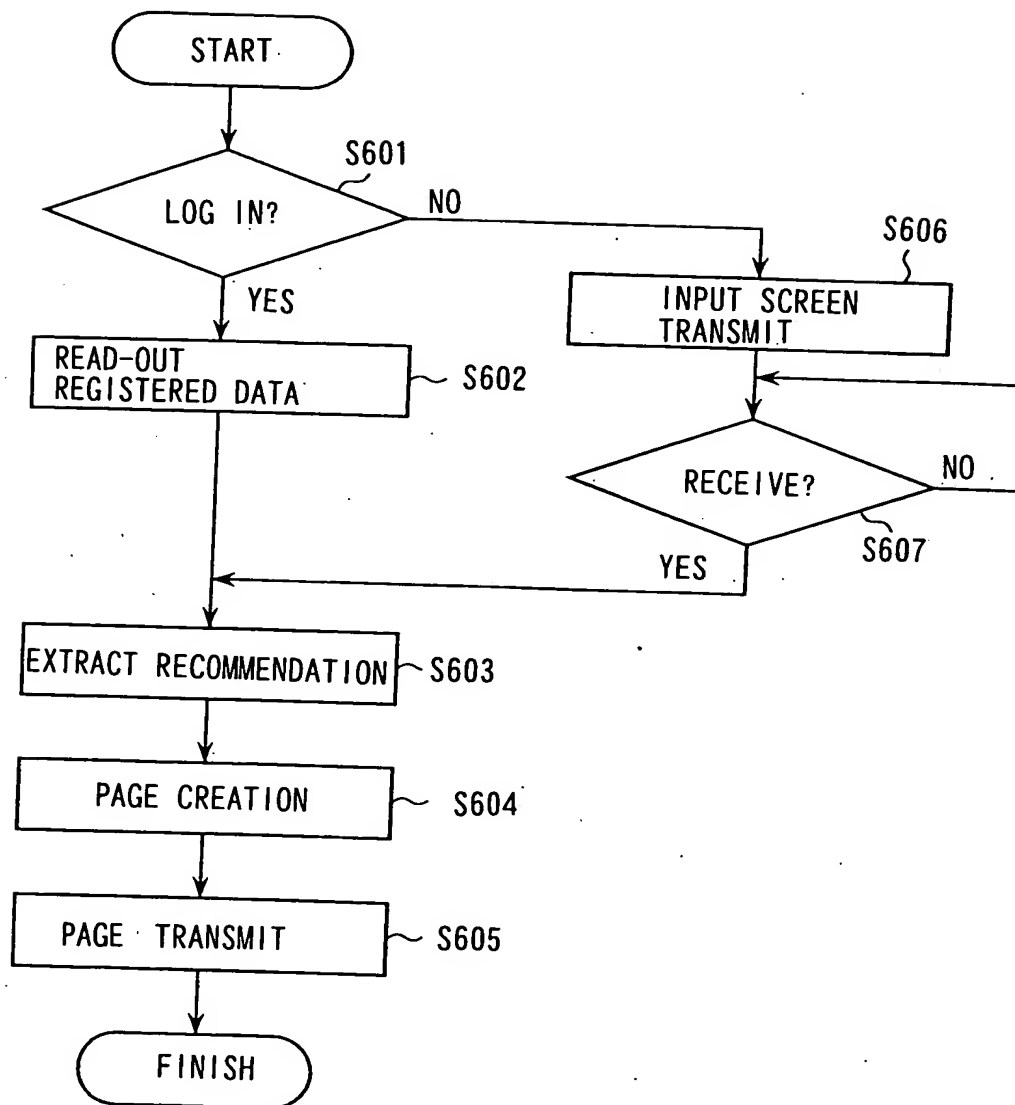 START
S601
LOG IN?
NO
YES
S606
INPUT SCREEN
TRANSMIT
READ-OUT
REGISTERED DATA
S602
RECEIVE?
NO
S607
YES
EXTRACT RECOMMENDATION
S603
PAGE CREATION
S604
PAGE TRANSMIT
S605
FINISH